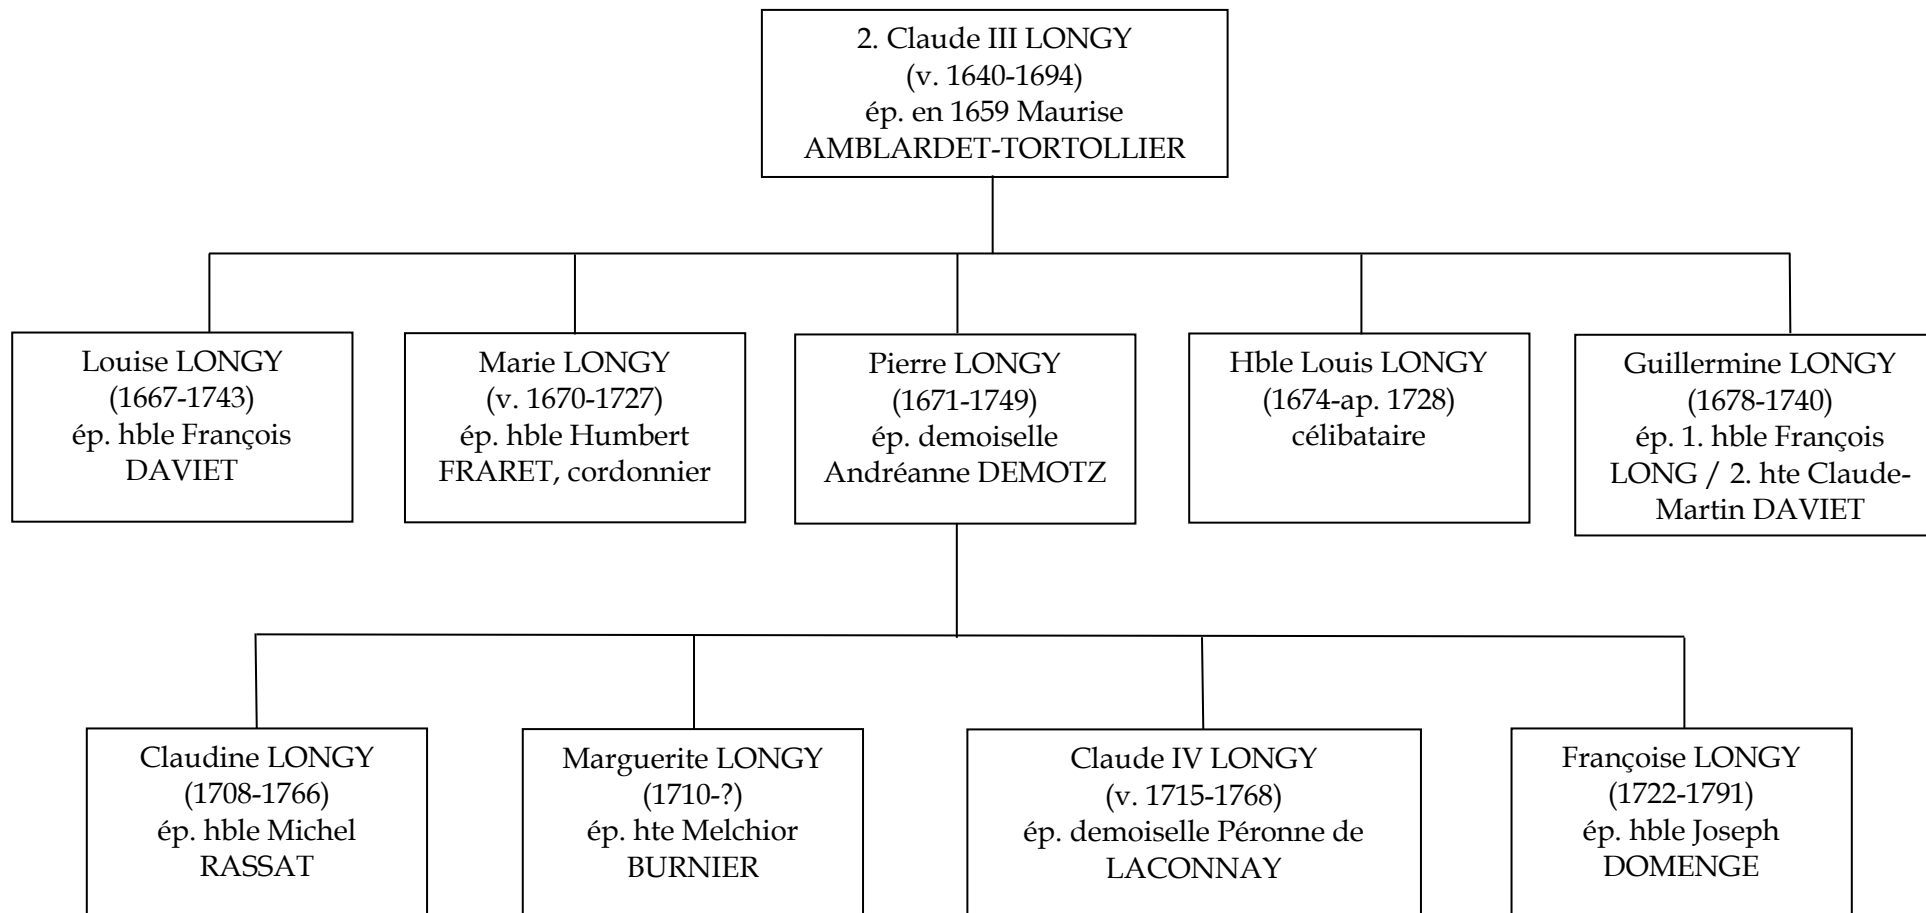 2. Claude III LONGY
(v. 1640-1694)
ép. en 1659 Maurise
AMBLARDET-TORTOLLIER
Louise LONGY
(1667-1743)
ép. hble François
DAVIET
Marie LONGY
(v. 1670-1727)
ép. hble Humbert
FRARET, cordonnier
Pierre LONGY
(1671-1749)
ép. demoiselle
Andréanne DEMOTZ
Hble Louis LONGY
(1674-ap. 1728)
célibataire
Guillermine LONGY
(1678-1740)
ép. 1. hble François
LONG / 2. hte Claude-
Martin DAVIET
Claudine LONGY
(1708-1766)
ép. hble Michel
RASSAT
Marguerite LONGY
(1710-?)
ép. hte Melchior
BURNIER
Claude IV LONGY
(v. 1715-1768)
ép. demoiselle Péronne de
LACONNAY
Françoise LONGY
(1722-1791)
ép. hble Joseph
DOMENGE